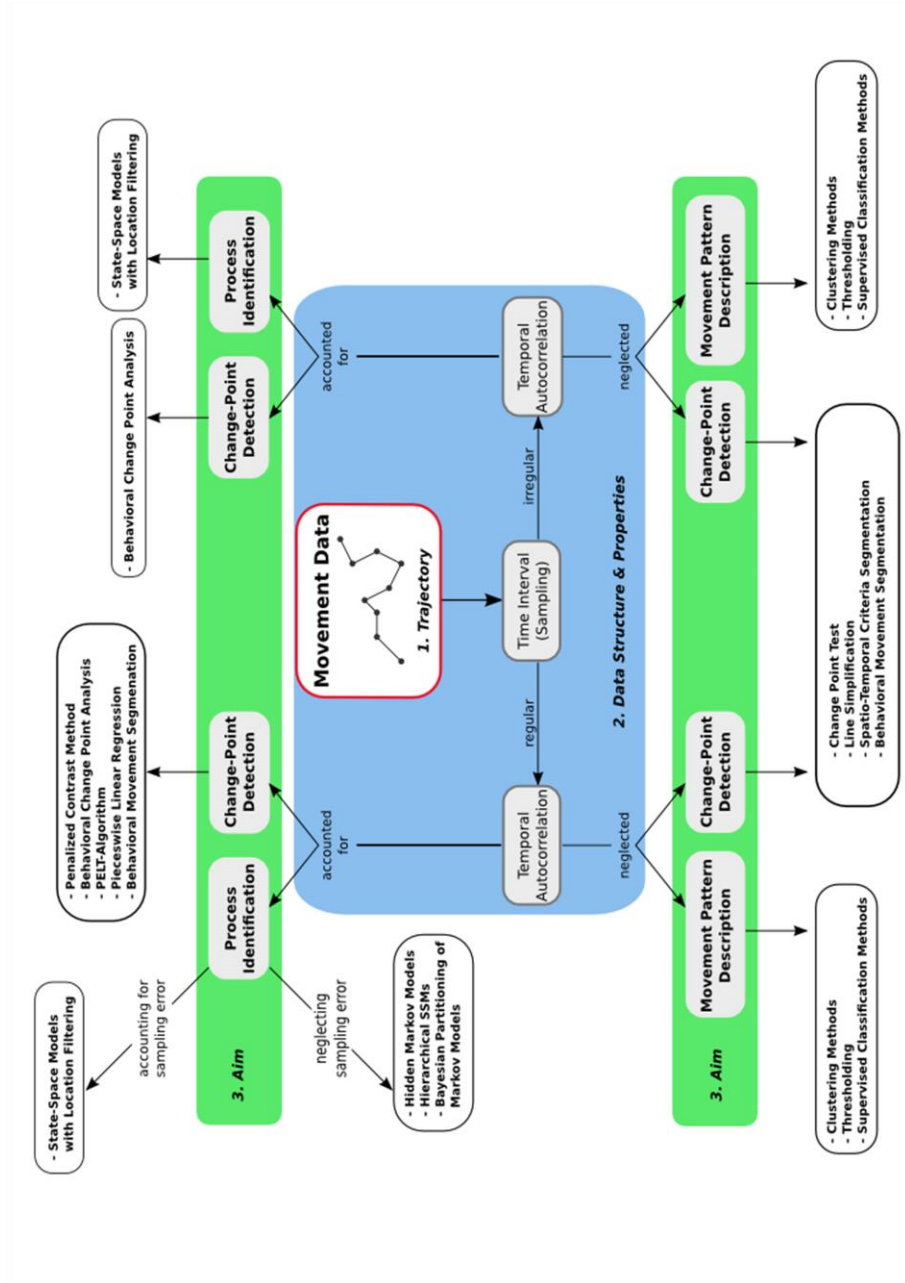 - State-Space Models
with Location Filtering
accounting for
sampling error
- Penalized Contrast Method
- Behavioral Change Point Analysis
- PELT-Algorithm
- Pieceswise Linear Regression
- Behavioral Movement Segmenation
- Behavioral Change Point Analysis
- State-Space Models
with Location Filtering
3. Aim
Process
Identification
Change-Point
Detection
Change-Point
Detection
Process
Identification
neglecting
sampling error
- Hidden Markov Models
- Hierarchical SSMs
- Bayesian Partitioning of
Markov Models
accounted
for
Movement Data
1. Trajectory
accounted
for
Temporal
Autocorrelation
regular
Time Interval
(Sampling)
irregular
Temporal
Autocorrelation
neglected
2. Data Structure & Properties
neglected
3. Aim
Movement Pattern
Description
Change-Point
Detection
Change-Point
Detection
Movement Pattern
Description
- Clustering Methods
- Thresholding
- Supervised Classification Methods
- Change Point Test
- Line Simplification
- Spatio-Temporal Criteria Segmentation
- Behavioral Movement Segmentation
- Clustering Methods
- Thresholding
- Supervised Classification Methods